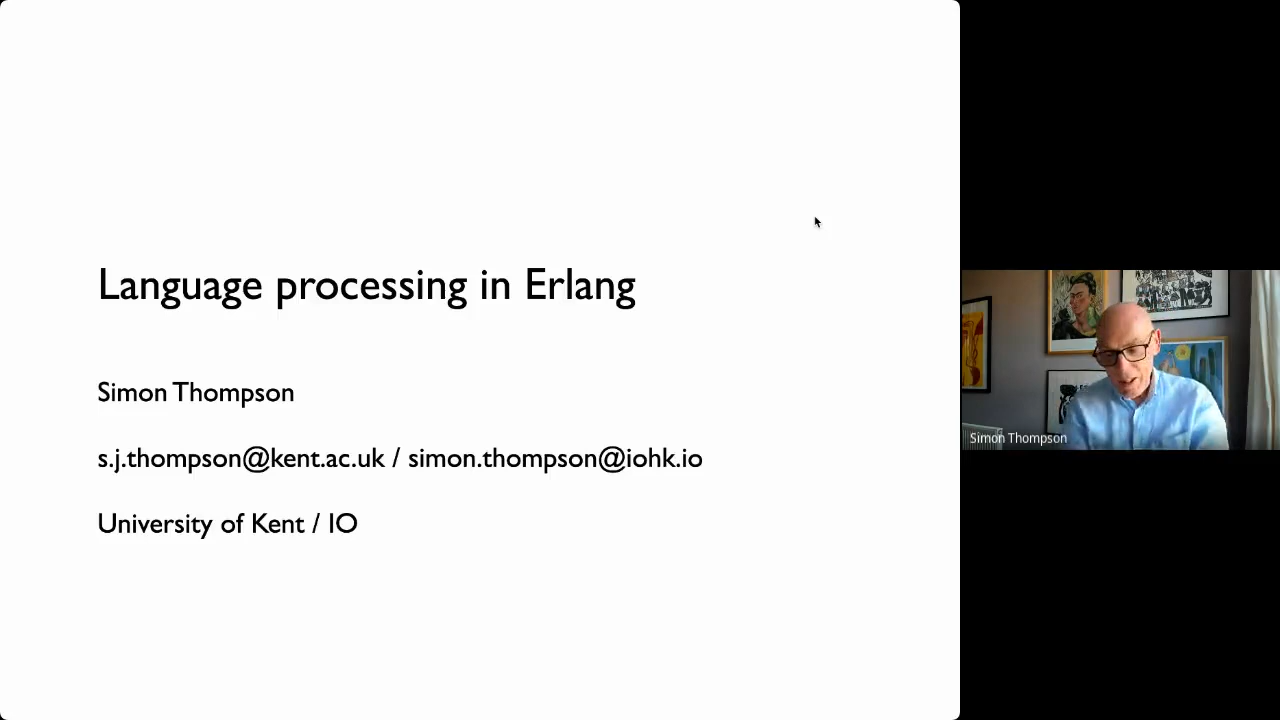 Language processing in Erlang
Simon Thompson
s.j.thompson@kent.ac.uk / simon.thompson@iohk.io
University of Kent / IO
Simon Thompson